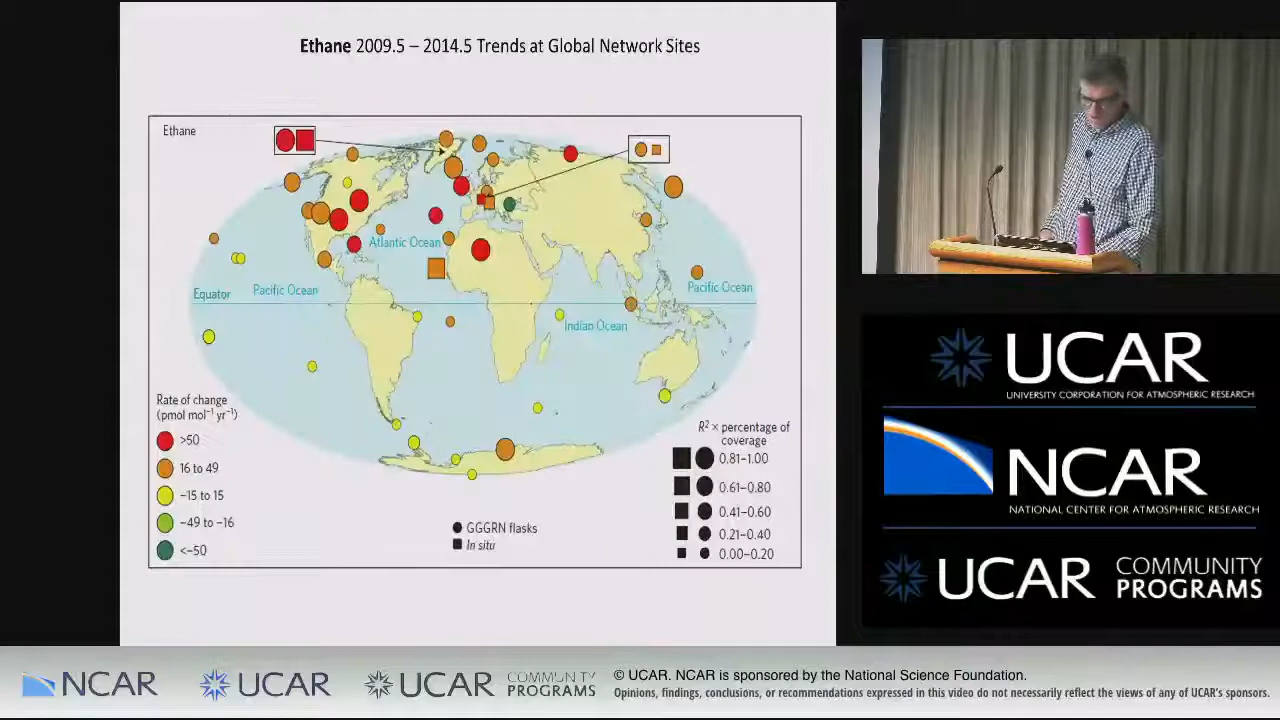 Ethane 2009.5 – 2014.5 Trends at Global Network Sites
Ethane
Atlantic Ocean
Equator
Pacific Ocean
Pacific Ocean
Indian Ocean
Rate of change
(pmol mol⁻¹ yr⁻¹)
>50
16 to 49
−15 to 15
−49 to −16
<−50
GGGRN flasks
In situ
R² × percentage of
coverage
0.81–1.00
0.61–0.80
0.41–0.60
0.21–0.40
0.00–0.20
UCAR
UNIVERSITY CORPORATION FOR ATMOSPHERIC RESEARCH
NCAR
NATIONAL CENTER FOR ATMOSPHERIC RESEARCH
UCAR COMMUNITY
PROGRAMS
NCAR
UCAR
UCAR COMMUNITY
PROGRAMS
© UCAR. NCAR is sponsored by the National Science Foundation.
Opinions, findings, conclusions, or recommendations expressed in this video do not necessarily reflect the views of any of UCAR's sponsors.